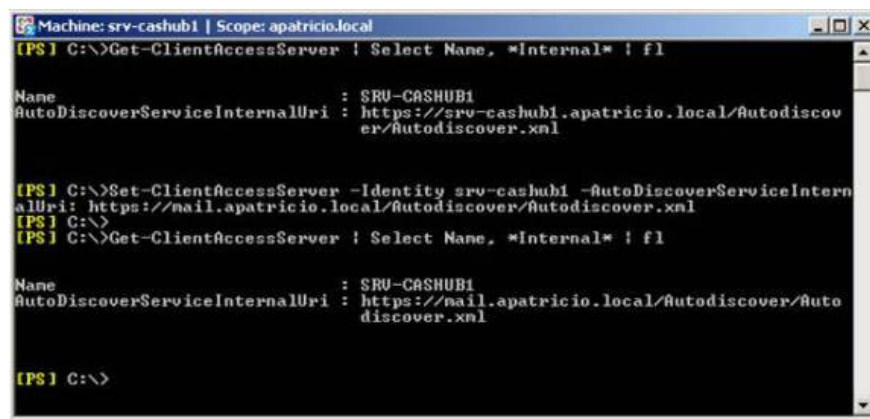 Machine: srv-cashub1 | Scope: apatricio.local
[PS] C:\>Get-ClientAccessServer | Select Name, *Internal* | fl
Name : SRV-CASHUB1
AutoDiscoverServiceInternalUri : https://srv-cashub1.apatricio.local/Autodiscov
er/Autodiscover.xml
[PS] C:\>Set-ClientAccessServer -Identity srv-cashub1 -AutoDiscoverServiceIntern
alUri: https://mail.apatricio.local/Autodiscover/Autodiscover.xml
[PS] C:\>
[PS] C:\>Get-ClientAccessServer | Select Name, *Internal* | fl
Name : SRV-CASHUB1
AutoDiscoverServiceInternalUri : https://mail.apatricio.local/Autodiscover/Auto
discover.xml
[PS] C:\>